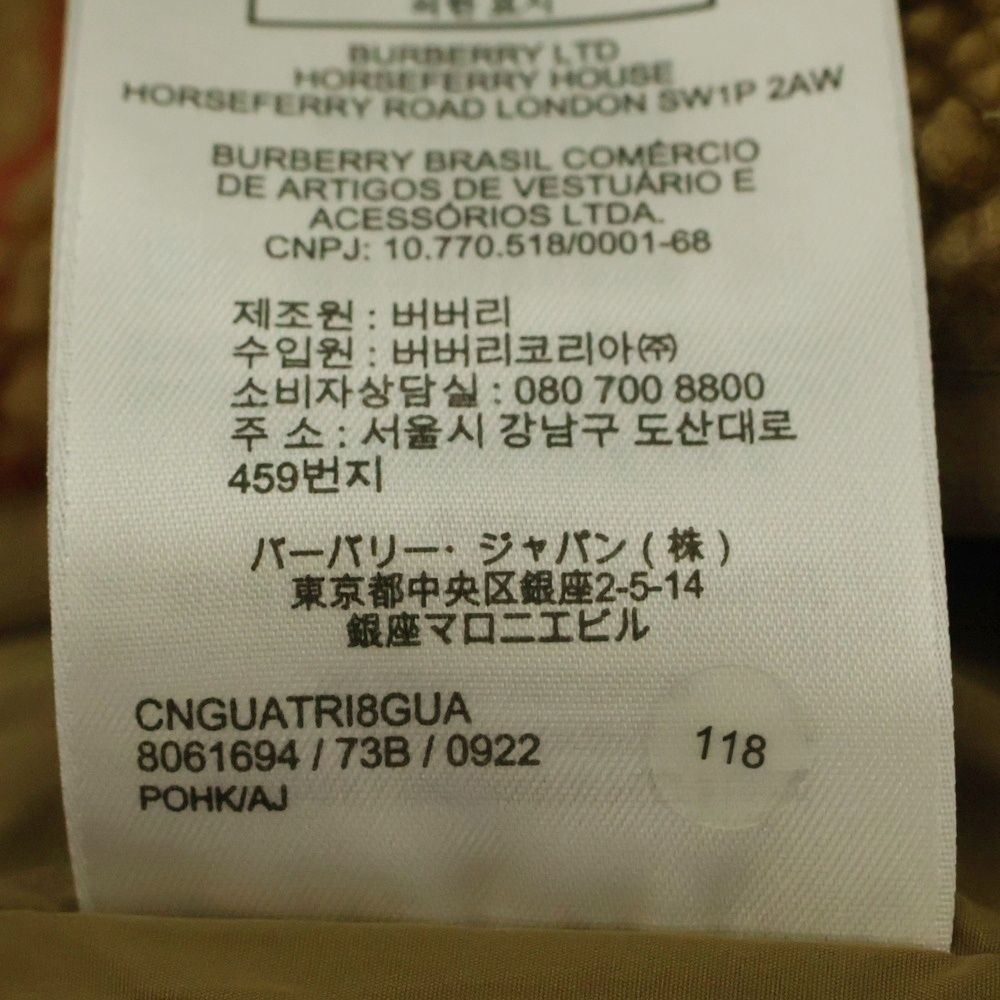 BURBERRY LTD
HORSEFERRY HOUSE
HORSEFERRY ROAD LONDON SW1P 2AW
BURBERRY BRASIL COMÉRCIO
DE ARTIGOS DE VESTUÁRIO E
ACESSÓRIOS LTDA.
CNPJ: 10.770.518/0001-68
제조원 : 버버리
수입원 : 버버리코리아㈜
소비자상담실 : 080 700 8800
주 소 : 서울시 강남구 도산대로
459번지
バーバリー・ジャパン ( 株 )
東京都中央区銀座2-5-14
銀座マロニエビル
CNGUATRI8GUA
8061694 / 73B / 0922
POHK/AJ
118